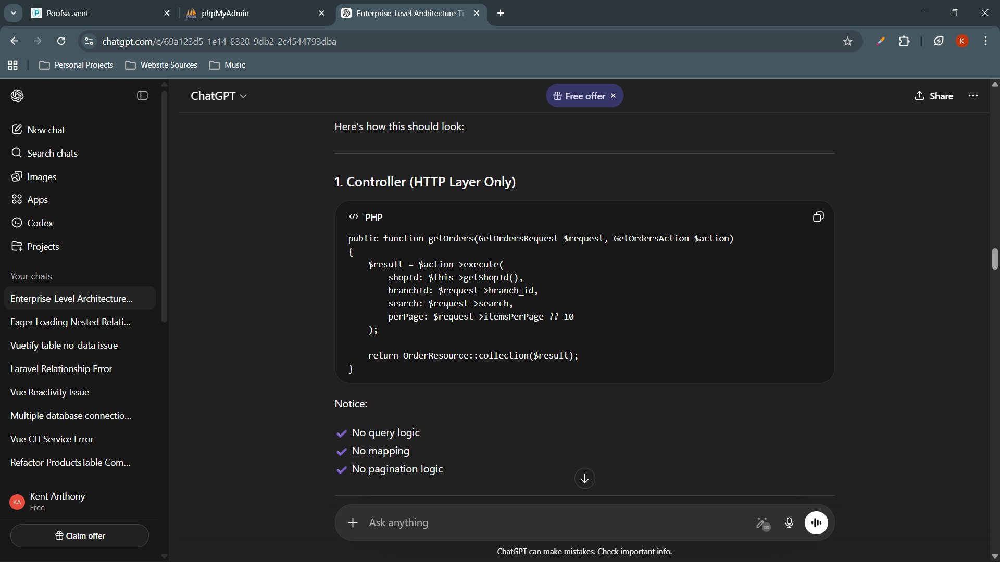 Poofsa .vent
phpMyAdmin
Enterprise-Level Architecture
chatgpt.com/c/69a123d5-1e14-8320-9db2-2c4544793dba
K
Personal Projects
Website Sources
Music
ChatGPT
Free offer
Share
New chat
Search chats
Images
Apps
Codex
Projects
Your chats
Enterprise-Level Architecture...
Eager Loading Nested Relati...
Vuetify table no-data issue
Laravel Relationship Error
Vue Reactivity Issue
Multiple database connectio...
Vue CLI Service Error
Refactor ProductsTable Com...
KA
Kent Anthony
Free
Claim offer
Here's how this should look:
1. Controller (HTTP Layer Only)
PHP
public function getOrders(GetOrdersRequest $request, GetOrdersAction $action)
{
    $result = $action->execute(
        shopId: $this->getShopId(),
        branchId: $request->branch_id,
        search: $request->search,
        perPage: $request->itemsPerPage ?? 10
    );
    return OrderResource::collection($result);
}
Notice:
No query logic
No mapping
No pagination logic
Ask anything
ChatGPT can make mistakes. Check important info.